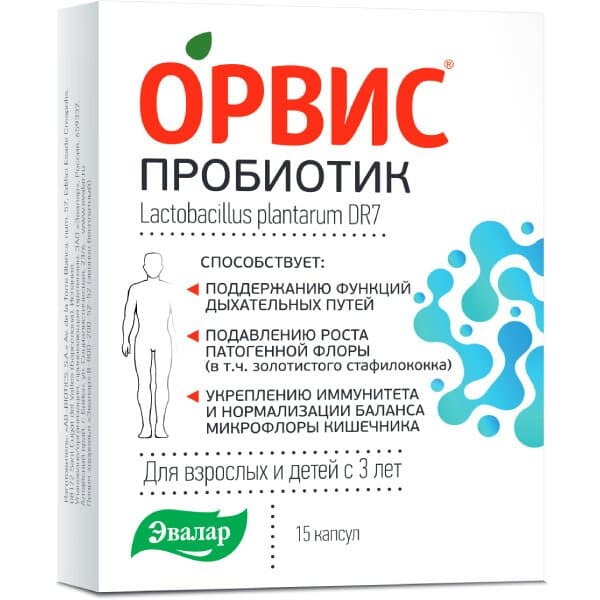 ОРВИС®
ПРОБИОТИК
Lactobacillus plantarum DR7
СПОСОБСТВУЕТ:
ПОДДЕРЖАНИЮ ФУНКЦИЙ
ДЫХАТЕЛЬНЫХ ПУТЕЙ
ПОДАВЛЕНИЮ РОСТА
ПАТОГЕННОЙ ФЛОРЫ
(в т.ч. золотистого стафилококка)
УКРЕПЛЕНИЮ ИММУНИТЕТА
И НОРМАЛИЗАЦИИ БАЛАНСА
МИКРОФЛОРЫ КИШЕЧНИКА
Для взрослых и детей с 3 лет
Эвалар
15 капсул